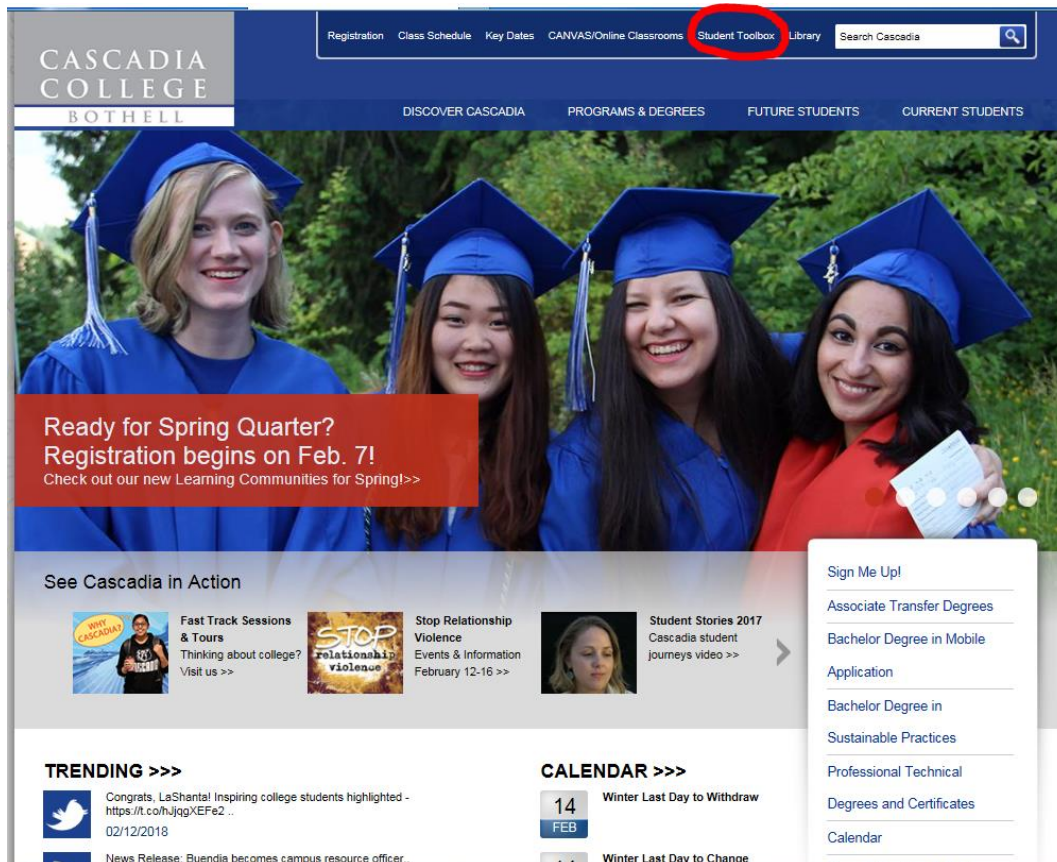 Registration Class Schedule Key Dates CANVAS/Online Classrooms Student Toolbox Library Search Cascadia
CASCADIA
COLLEGE
BOTHELL
DISCOVER CASCADIA PROGRAMS & DEGREES FUTURE STUDENTS CURRENT STUDENTS
Ready for Spring Quarter?
Registration begins on Feb. 7!
Check out our new Learning Communities for Spring!>>
See Cascadia in Action
WHY
CASCADIA?
Fast Track Sessions
& Tours
Thinking about college?
Visit us >>
STOP
relationship
violence
Stop Relationship
Violence
Events & Information
February 12-16 >>
Student Stories 2017
Cascadia student
journeys video >>
Sign Me Up!
Associate Transfer Degrees
Bachelor Degree in Mobile
Application
Bachelor Degree in
Sustainable Practices
Professional Technical
Degrees and Certificates
Calendar
TRENDING >>>
Congrats, LaShanta! Inspiring college students highlighted -
https://t.co/hJjqgXEFe2 ..
02/12/2018
News Release: Buendia becomes campus resource officer..
CALENDAR >>>
14
FEB
Winter Last Day to Withdraw
Winter Last Day to Change